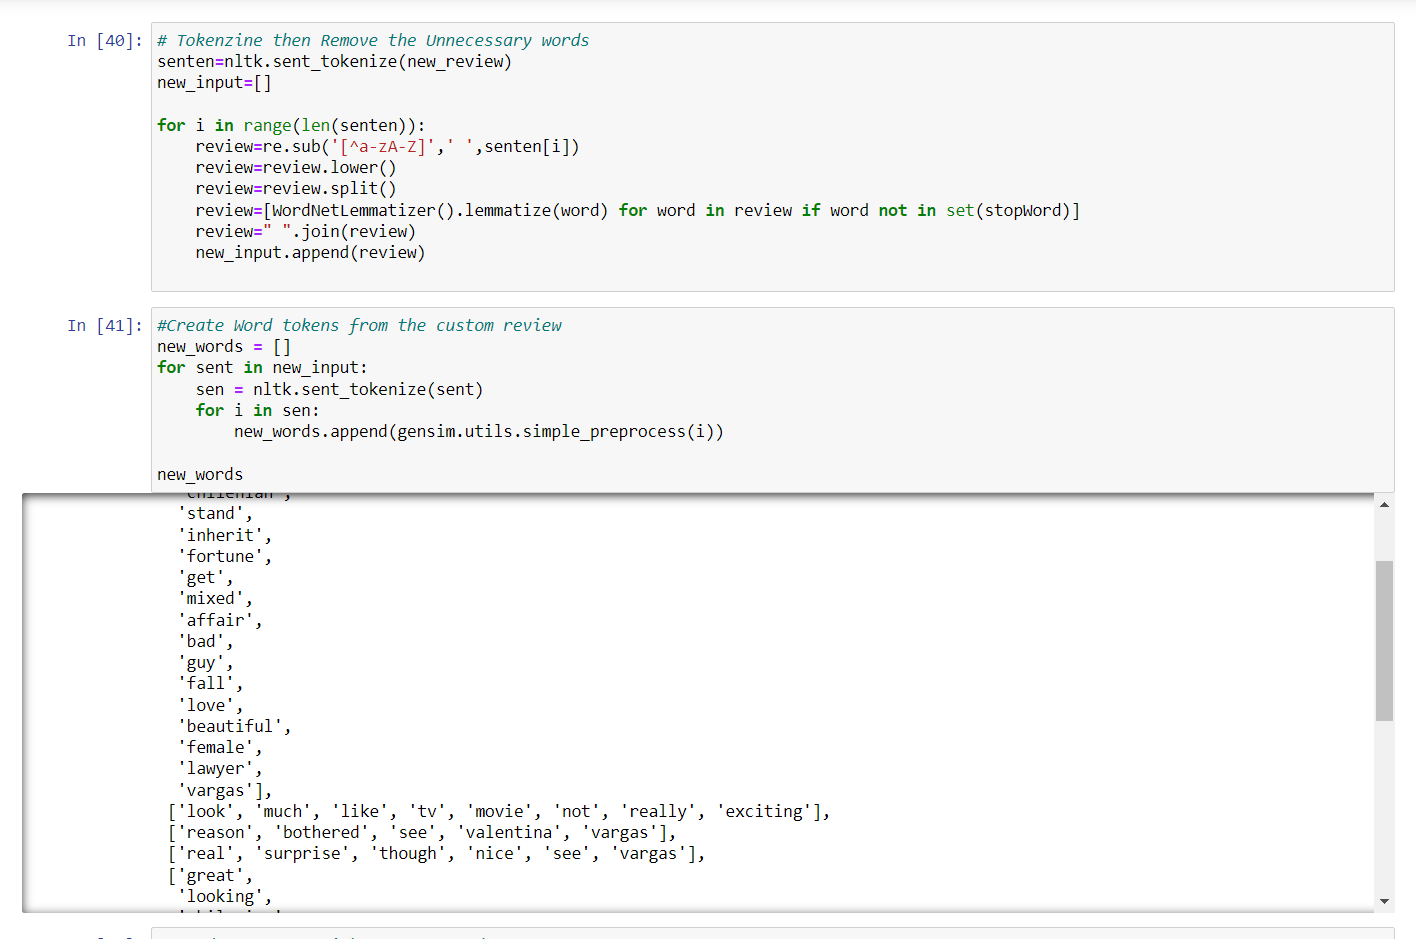 In [40]: # Tokenzine then Remove the Unnecessary words
senten=nltk.sent_tokenize(new_review)
new_input=[]
for i in range(len(senten)):
    review=re.sub('[^a-zA-Z]',' ',senten[i])
    review=review.lower()
    review=review.split()
    review=[WordNetLemmatizer().lemmatize(word) for word in review if word not in set(stopWord)]
    review=" ".join(review)
    new_input.append(review)
In [41]: #Create Word tokens from the custom review
new_words = []
for sent in new_input:
    sen = nltk.sent_tokenize(sent)
    for i in sen:
        new_words.append(gensim.utils.simple_preprocess(i))
new_words
'stand',
'inherit',
'fortune',
'get',
'mixed',
'affair',
'bad',
'guy',
'fall',
'love',
'beautiful',
'female',
'lawyer',
'vargas'],
['look', 'much', 'like', 'tv', 'movie', 'not', 'really', 'exciting'],
['reason', 'bothered', 'see', 'valentina', 'vargas'],
['real', 'surprise', 'though', 'nice', 'see', 'vargas'],
['great',
'looking',